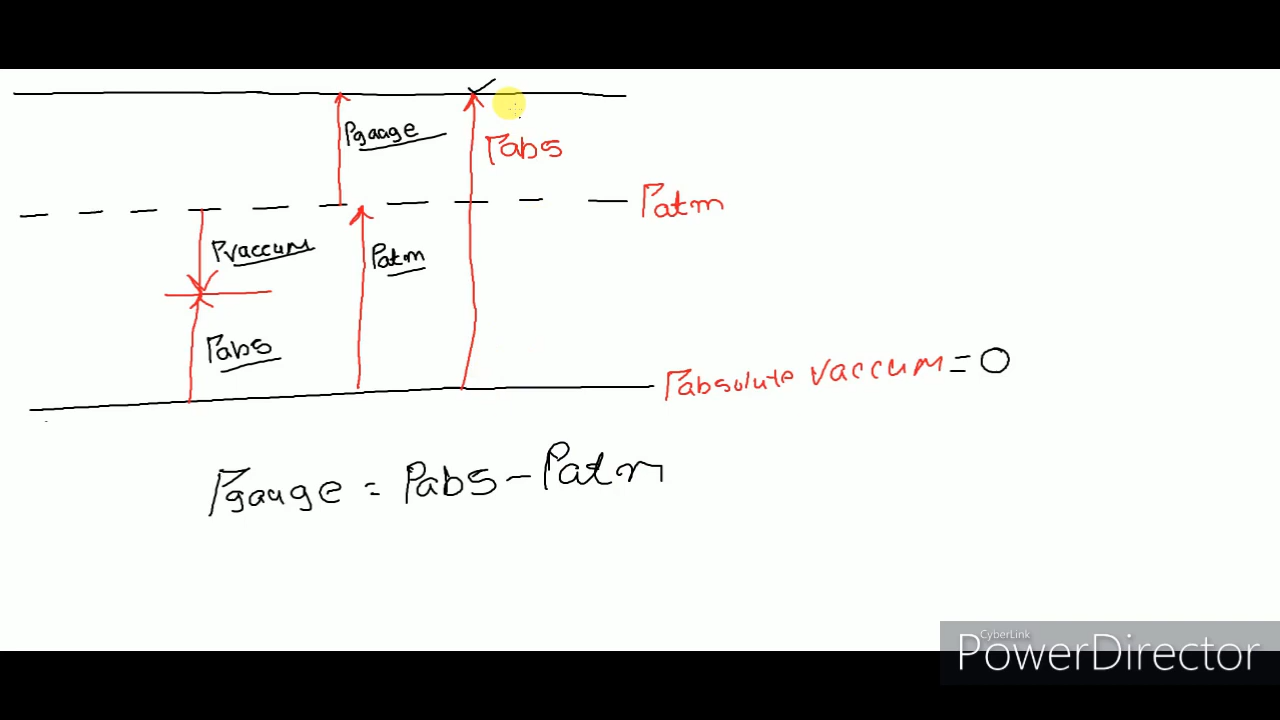 Pgauge
Pabs
Patm
Pvaccum
Patm
Pabs
Pabsolute vaccum = 0
Pgauge = Pabs - Patm
CyberLink
PowerDirector